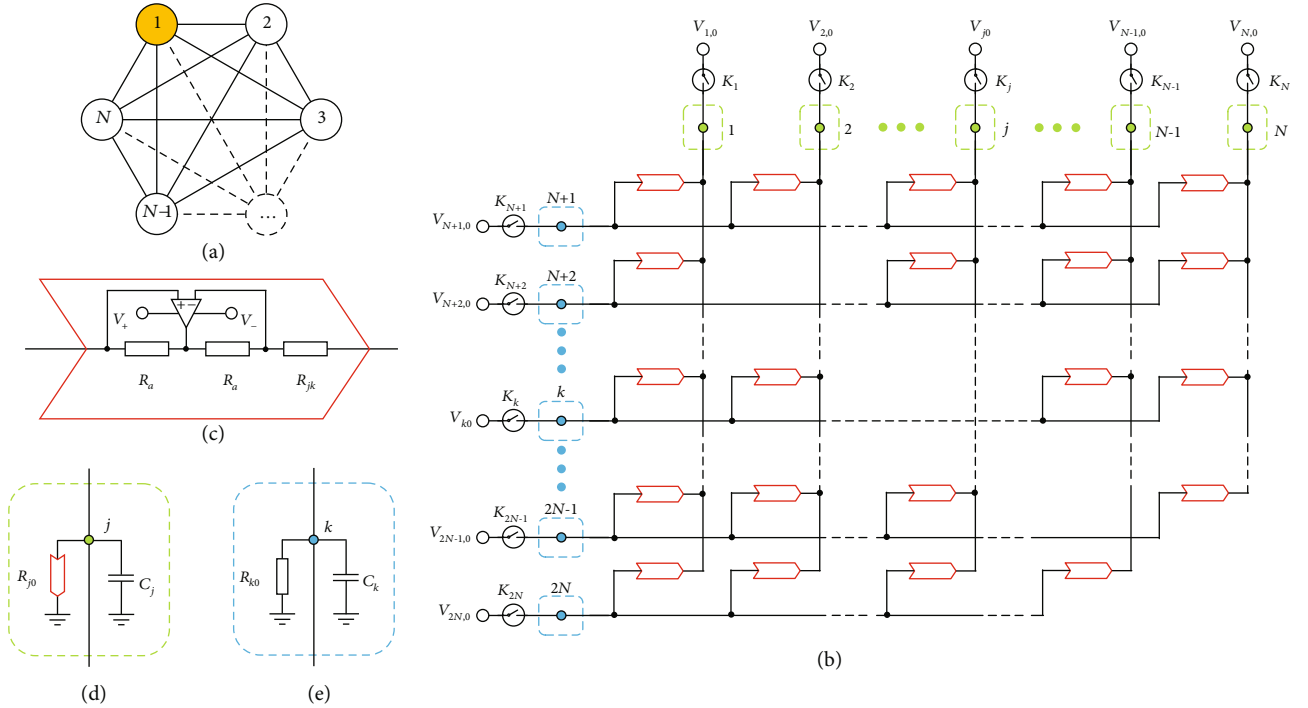 1
2
N
3
N–1
...
(a)
V+
V−
+ −
Ra
Ra
Rjk
(c)
j
Rj0
Cj
(d)
k
Rk0
Ck
(e)
V1,0
V2,0
Vj0
VN-1,0
VN,0
K1
K2
Kj
KN-1
KN
1
2
j
N-1
N
VN+1,0
KN+1
N+1
VN+2,0
KN+2
N+2
Vk0
Kk
k
V2N-1,0
K2N-1
2N-1
V2N,0
K2N
2N
(b)